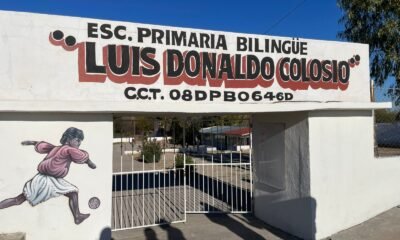 ESC. PRIMARIA BILINGÜE
"LUIS DONALDO COLOSIO"
C.C.T. 08DPB0646D